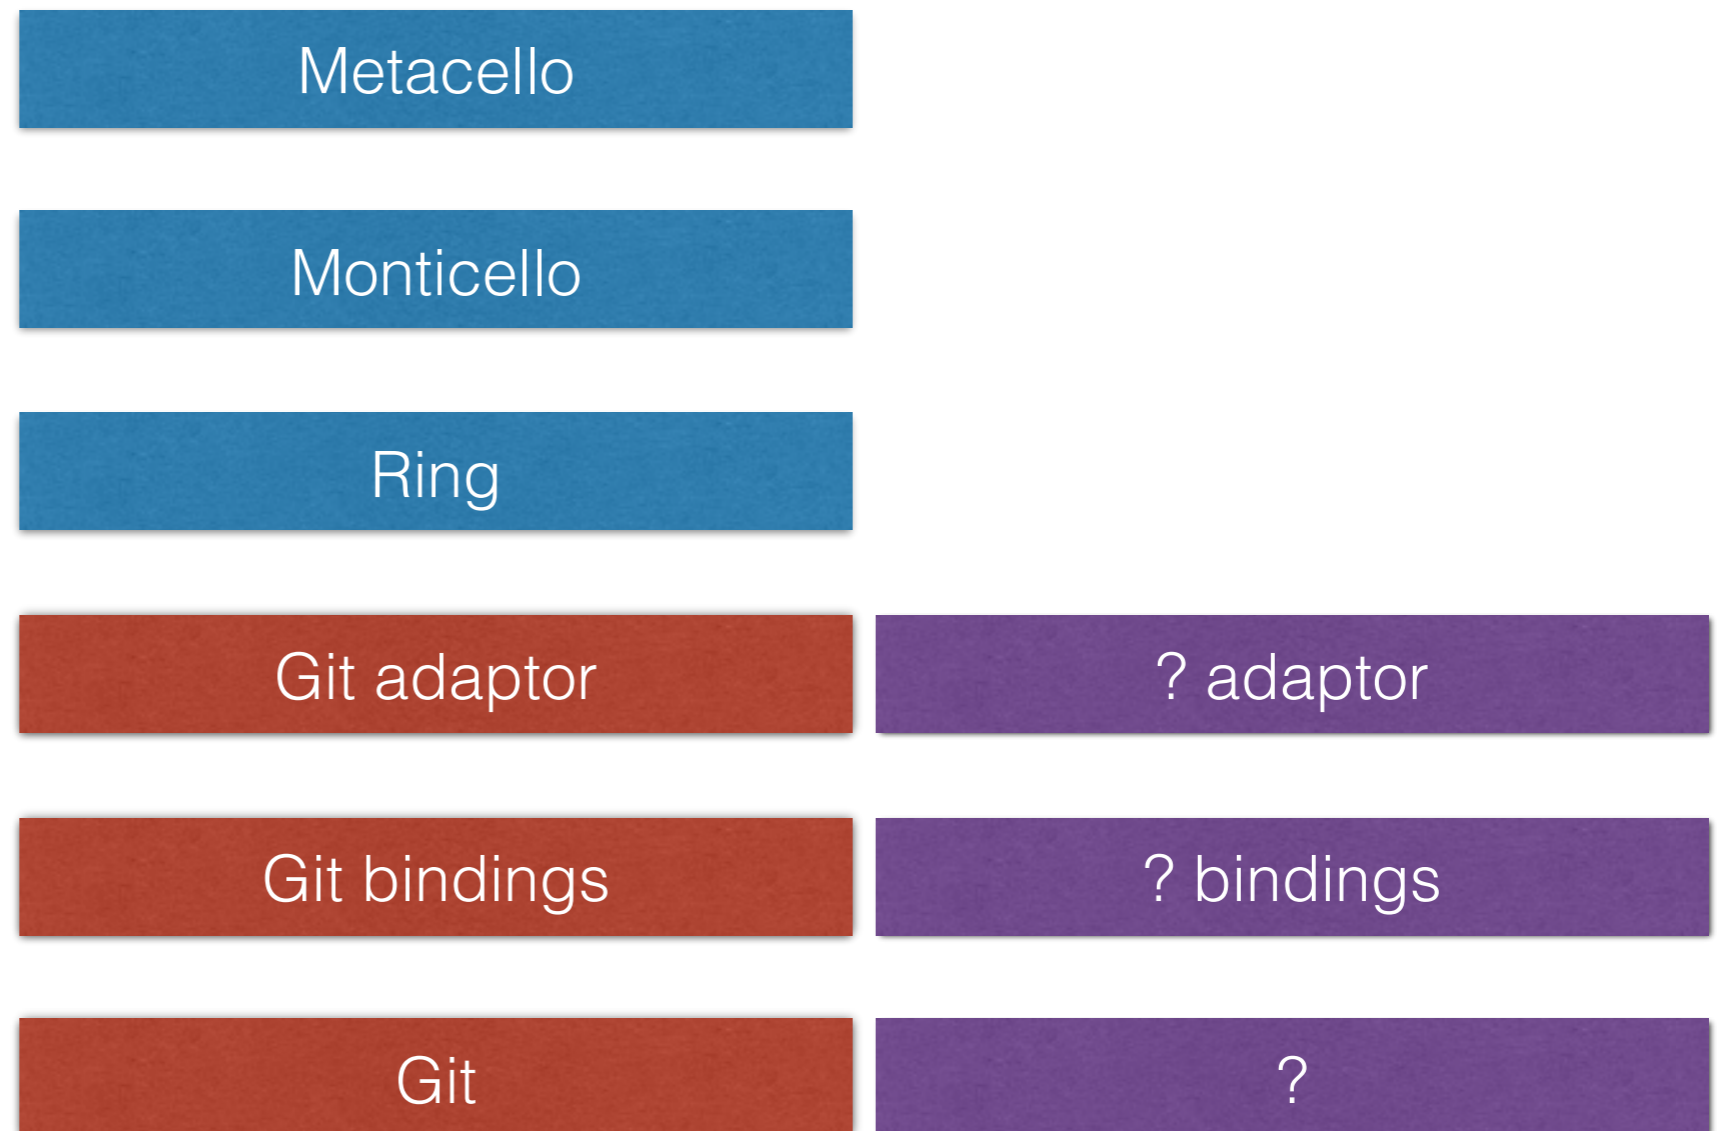 Metacello
Monticello
Ring
Git adaptor
? adaptor
Git bindings
? bindings
Git
?